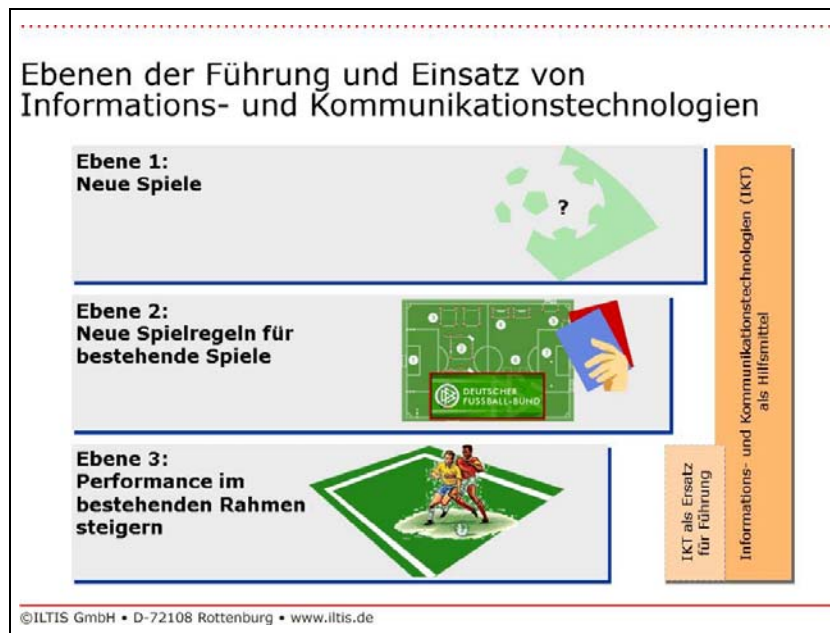 Ebenen der Führung und Einsatz von
Informations- und Kommunikationstechnologien
Ebene 1:
Neue Spiele
?
Ebene 2:
Neue Spielregeln für
bestehende Spiele
DEUTSCHER
FUSSBALL-BUND
Ebene 3:
Performance im
bestehenden Rahmen
steigern
IKT als Ersatz
für Führung
Informations- und Kommunikationstechnologien (IKT)
als Hilfsmittel
©ILTIS GmbH • D-72108 Rottenburg • www.iltis.de